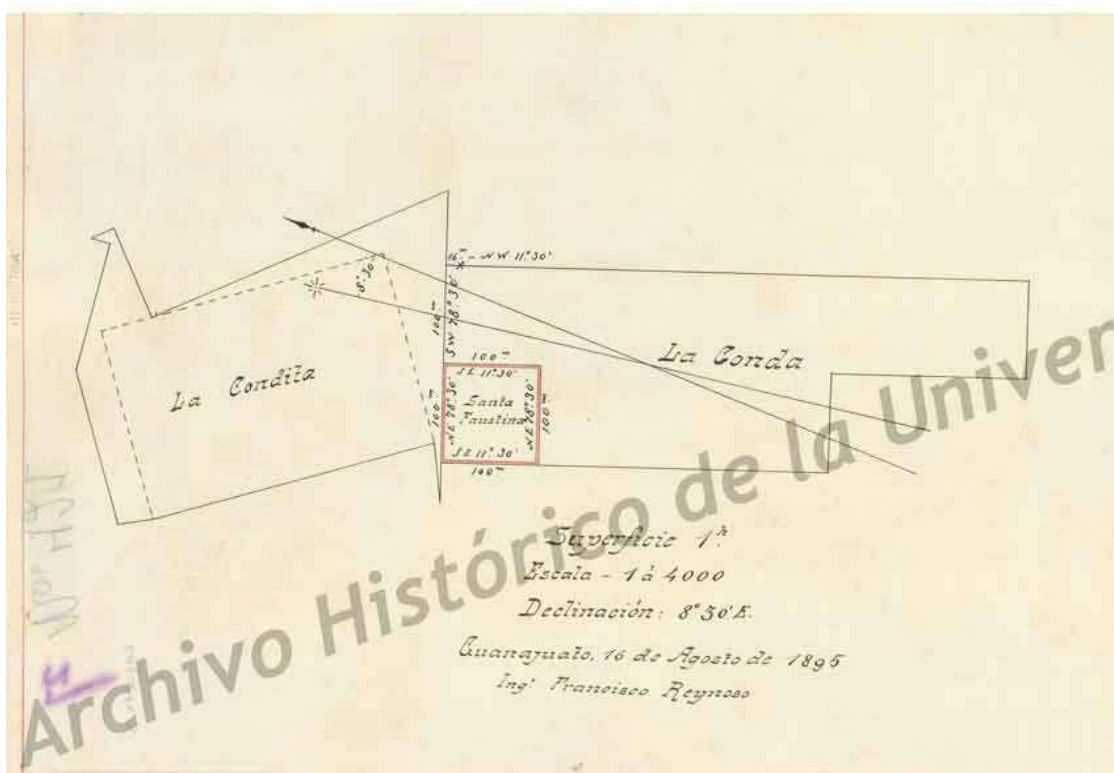 16ᵐ - NW 11°30'
8°30'
100ᵐ
SW 78°30'
La Condita
La Conda
100ᵐ
SE 11°30'
100ᵐ
NE 78°30'
Santa
Faustina
NE 78°30'
100ᵐ
SE 11°30'
100ᵐ
Superficie 1ʰ.
Escala - 1 á 4000
Declinación: 8°30'E.
Guanajuato, 16 de Agosto de 1895
Ingº Francisco Reynoso
Archivo Histórico de la Univer